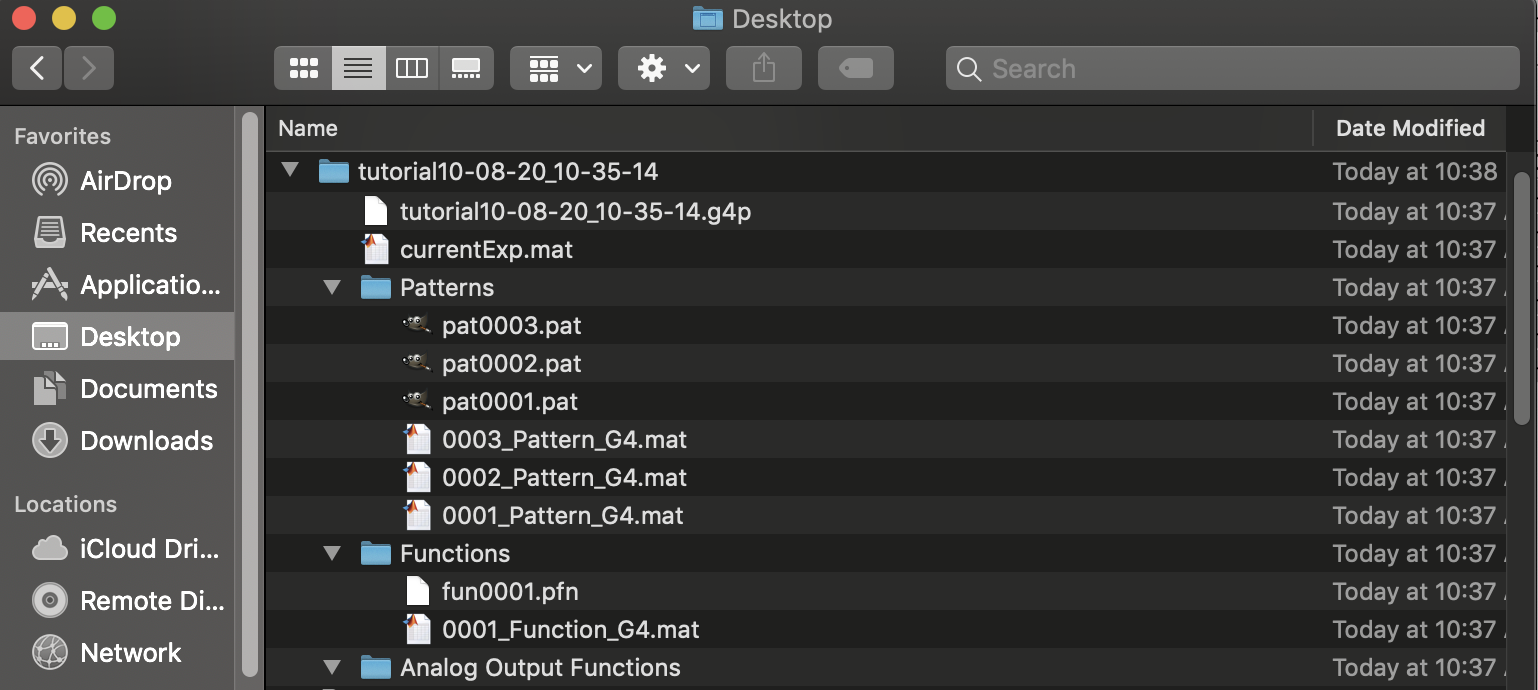 Desktop
Search
Favorites
AirDrop
Recents
Applicatio...
Desktop
Documents
Downloads
Locations
iCloud Dri...
Remote Di...
Network
Name Date Modified
tutorial10-08-20_10-35-14 Today at 10:38
tutorial10-08-20_10-35-14.g4p Today at 10:37
currentExp.mat Today at 10:37
Patterns Today at 10:37
pat0003.pat Today at 10:37
pat0002.pat Today at 10:37
pat0001.pat Today at 10:37
0003_Pattern_G4.mat Today at 10:37
0002_Pattern_G4.mat Today at 10:37
0001_Pattern_G4.mat Today at 10:37
Functions Today at 10:37
fun0001.pfn Today at 10:37
0001_Function_G4.mat Today at 10:37
Analog Output Functions Today at 10:37